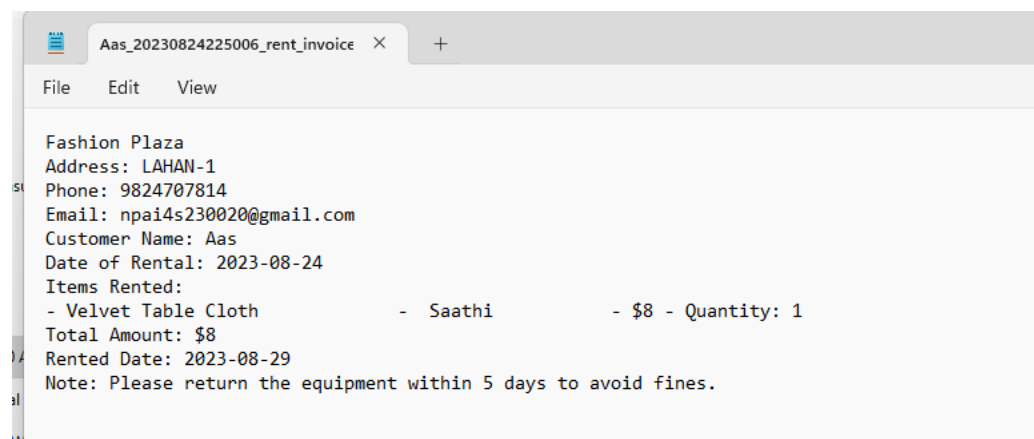 Aas_20230824225006_rent_invoice
File Edit View
Fashion Plaza
Address: LAHAN-1
Phone: 9824707814
Email: npai4s230020@gmail.com
Customer Name: Aas
Date of Rental: 2023-08-24
Items Rented:
- Velvet Table Cloth - Saathi - $8 - Quantity: 1
Total Amount: $8
Rented Date: 2023-08-29
Note: Please return the equipment within 5 days to avoid fines.